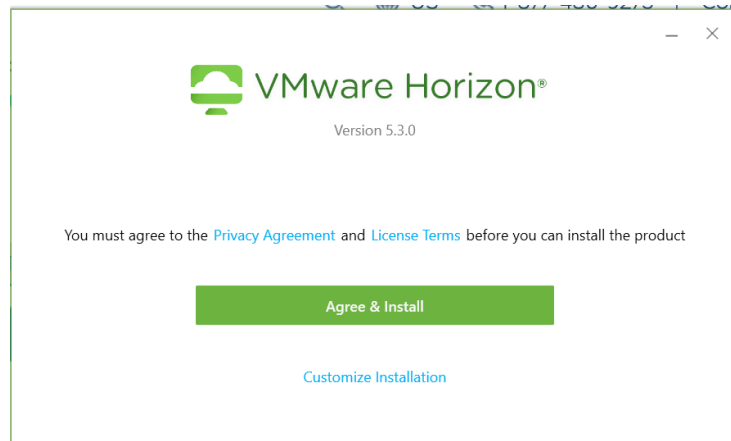 VMware Horizon®
Version 5.3.0
You must agree to the Privacy Agreement and License Terms before you can install the product
Agree & Install
Customize Installation